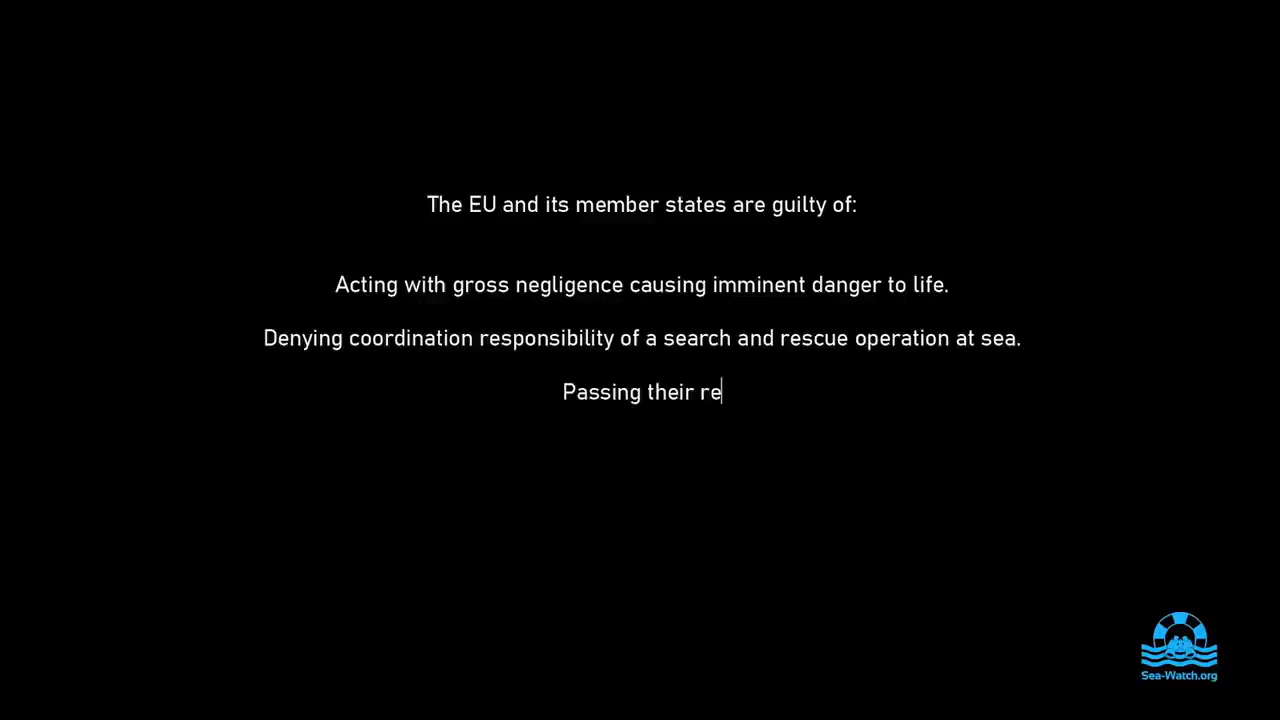 The EU and its member states are guilty of:
Acting with gross negligence causing imminent danger to life.
Denying coordination responsibility of a search and rescue operation at sea.
Passing their re
Sea-Watch.org